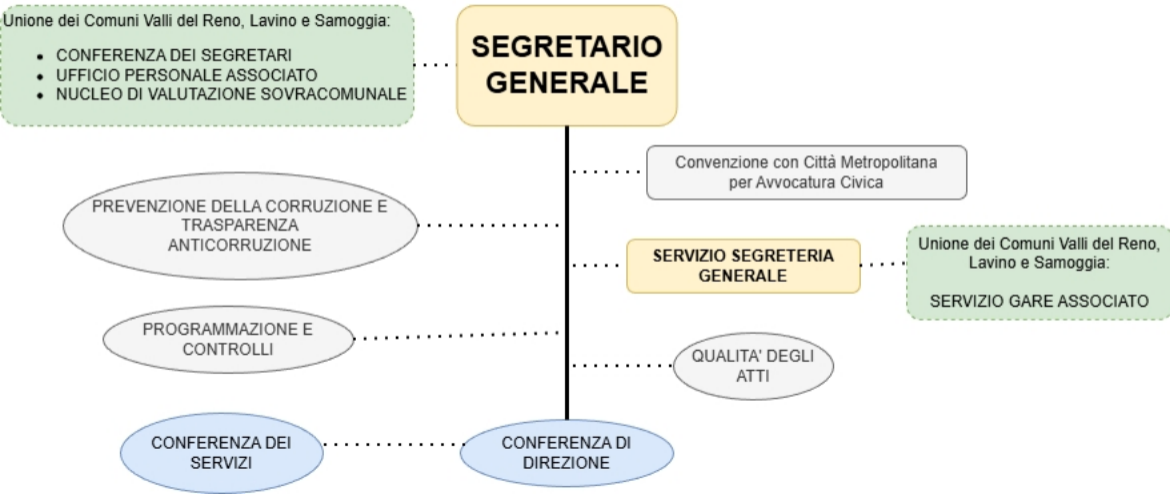 Unione dei Comuni Valli del Reno, Lavino e Samoggia:
• CONFERENZA DEI SEGRETARI
• UFFICIO PERSONALE ASSOCIATO
• NUCLEO DI VALUTAZIONE SOVRACOMUNALE
SEGRETARIO
GENERALE
Convenzione con Città Metropolitana
per Avvocatura Civica
PREVENZIONE DELLA CORRUZIONE E
TRASPARENZA
ANTICORRUZIONE
SERVIZIO SEGRETERIA
GENERALE
Unione dei Comuni Valli del Reno,
Lavino e Samoggia:
SERVIZIO GARE ASSOCIATO
PROGRAMMAZIONE E
CONTROLLI
QUALITA' DEGLI
ATTI
CONFERENZA DEI
SERVIZI
CONFERENZA DI
DIREZIONE